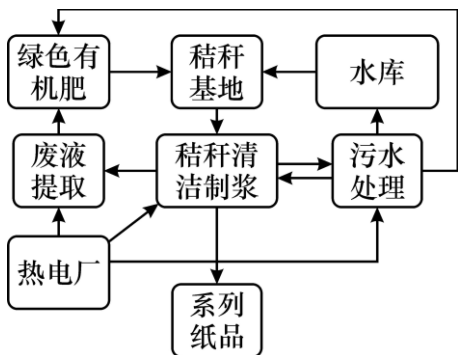 绿色有
机肥
秸秆
基地
水库
废液
提取
秸秆清
洁制浆
污水
处理
热电厂
系列
纸品